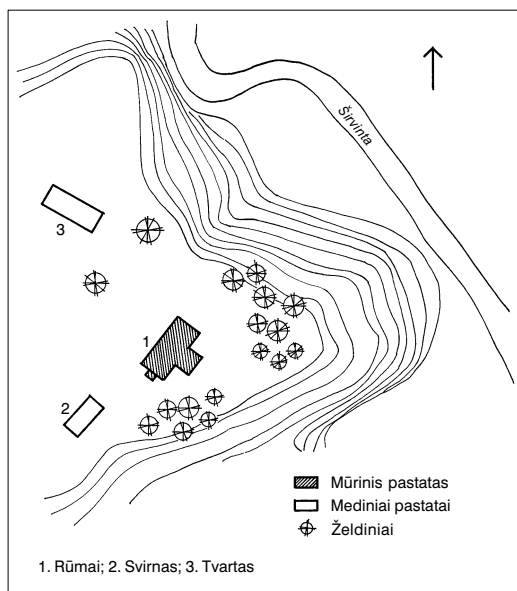 Širvinta
3
1
2
Mūrinis pastatas
Mediniai pastatai
Želdiniai
1. Rūmai; 2. Svirnas; 3. Tvartas